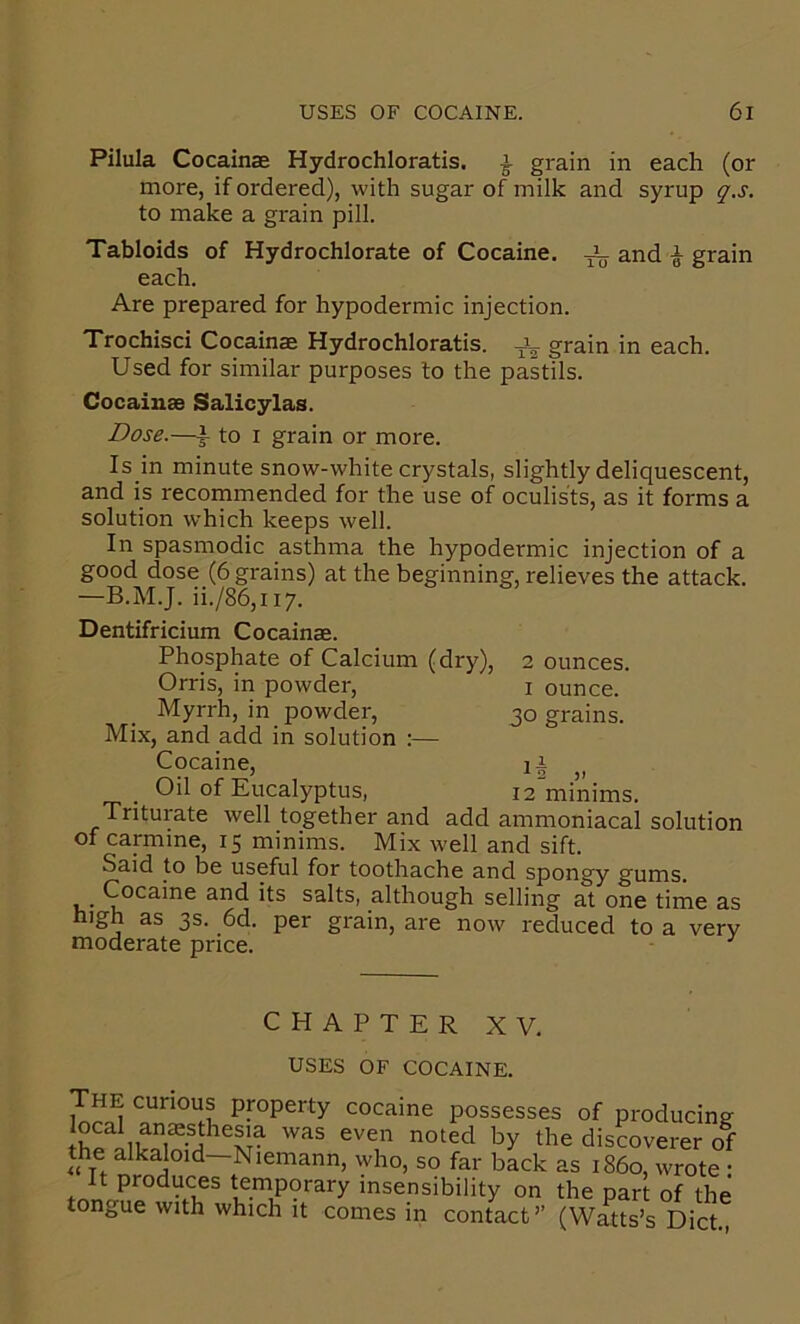 USES OF COCAINE. 61
Pilula Cocainæ Hydrochloratis. ⅛ grain in each (or
more, if ordered), with sugar of milk and syrup q.s.
to make a grain pill.
Tabloids of Hydrochlorate of Cocaine. 1/10 and ⅙ grain
each.
Are prepared for hypodermic injection.
Trochisci Cocainæ Hydrochloratis. 1/12 grain in each.
Used for similar purposes to the pastils.
Cocainæ Salicylas.
Dose.— to 1 grain or more.
Is in minute snow-white crystals, slightly deliquescent,
and is recommended for the use of oculists, as it forms a
solution which keeps well.
In spasmodic asthma the hypodermic injection of a
good dose (6 grains) at the beginning, relieves the attack.
—B.M.J. ii./86,117.
Dentifricium Cocainæ.
Phosphate of Calcium (dry), 2 ounces.
Orris, in powder, 1 ounce.
Myrrh, in powder, 30 grains.
Mix, and add in solution :—
Cocaine, 1½ „
Oil of Eucalyptus, 12 minims.
Triturate well together and add ammoniacal solution
of carmine, 15 minims. Mix well and sift.
Said to be useful for toothache and spongy gums.
Cocaine and its salts, although selling at one time as
high as 3s. 6d. per grain, are now reduced to a very
moderate price.
CHAPTER XV.
USES OF COCAINE.
THE curious property cocaine possesses of producing
local anæsthesia was even noted by the discoverer of
the alkaloid—Niemann, who, so far back as 1860, wrote:
“It produces temporary insensibility on the part of the
tongue with which it comes in contact” (Watts’s Dict.,